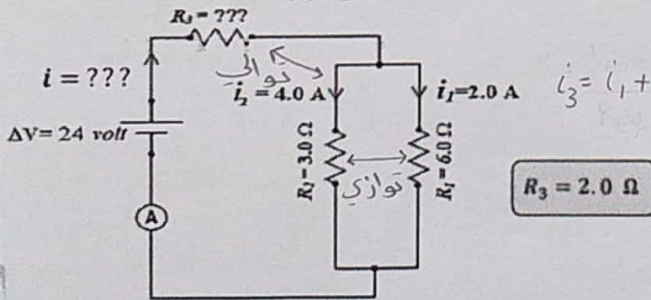 R₃ = ???
i = ???
توالي
i₂ = 4.0 A
i₁=2.0 A
i₃ = i₁ +
ΔV= 24 volt
R₂ = 3.0 Ω
توازي
R₁ = 6.0 Ω
R₃ = 2.0 Ω
A